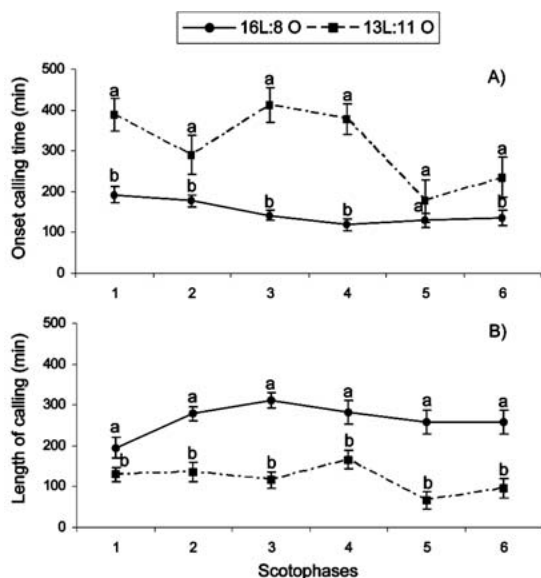 16L:8 O 13L:11 O
A)
Onset calling time (min)
500
400
300
200
100
0
a a a a a a
b b b b a b
1 2 3 4 5 6
B)
Length of calling (min)
500
400
300
200
100
0
a a a a a a
b b b b b b
1 2 3 4 5 6
Scotophases